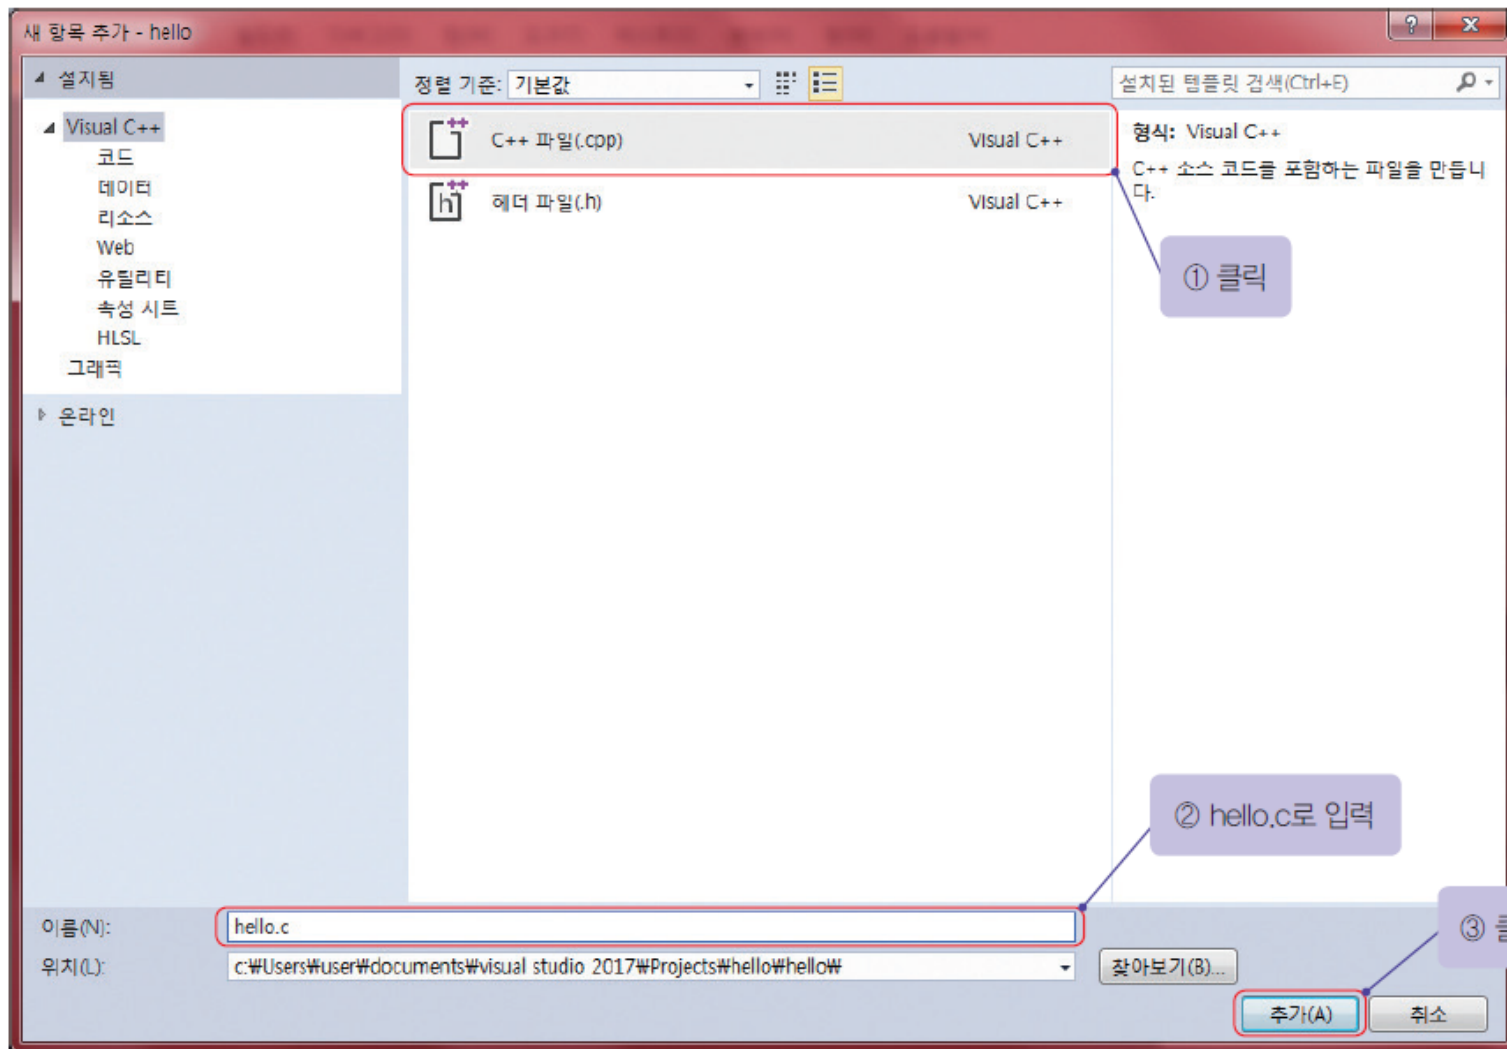 새 항목 추가 - hello
설치됨
Visual C++
코드
데이터
리소스
Web
유틸리티
속성 시트
HLSL
그래픽
온라인
정렬 기준: 기본값
C++ 파일(.cpp) Visual C++
헤더 파일(.h) Visual C++
설치된 템플릿 검색(Ctrl+E)
형식: Visual C++
C++ 소스 코드를 포함하는 파일을 만듭니
다.
① 클릭
② hello.c로 입력
③
이름(N): hello.c
위치(L): c:₩Users₩user₩documents₩visual studio 2017₩Projects₩hello₩hello₩
찾아보기(B)...
추가(A) 취소